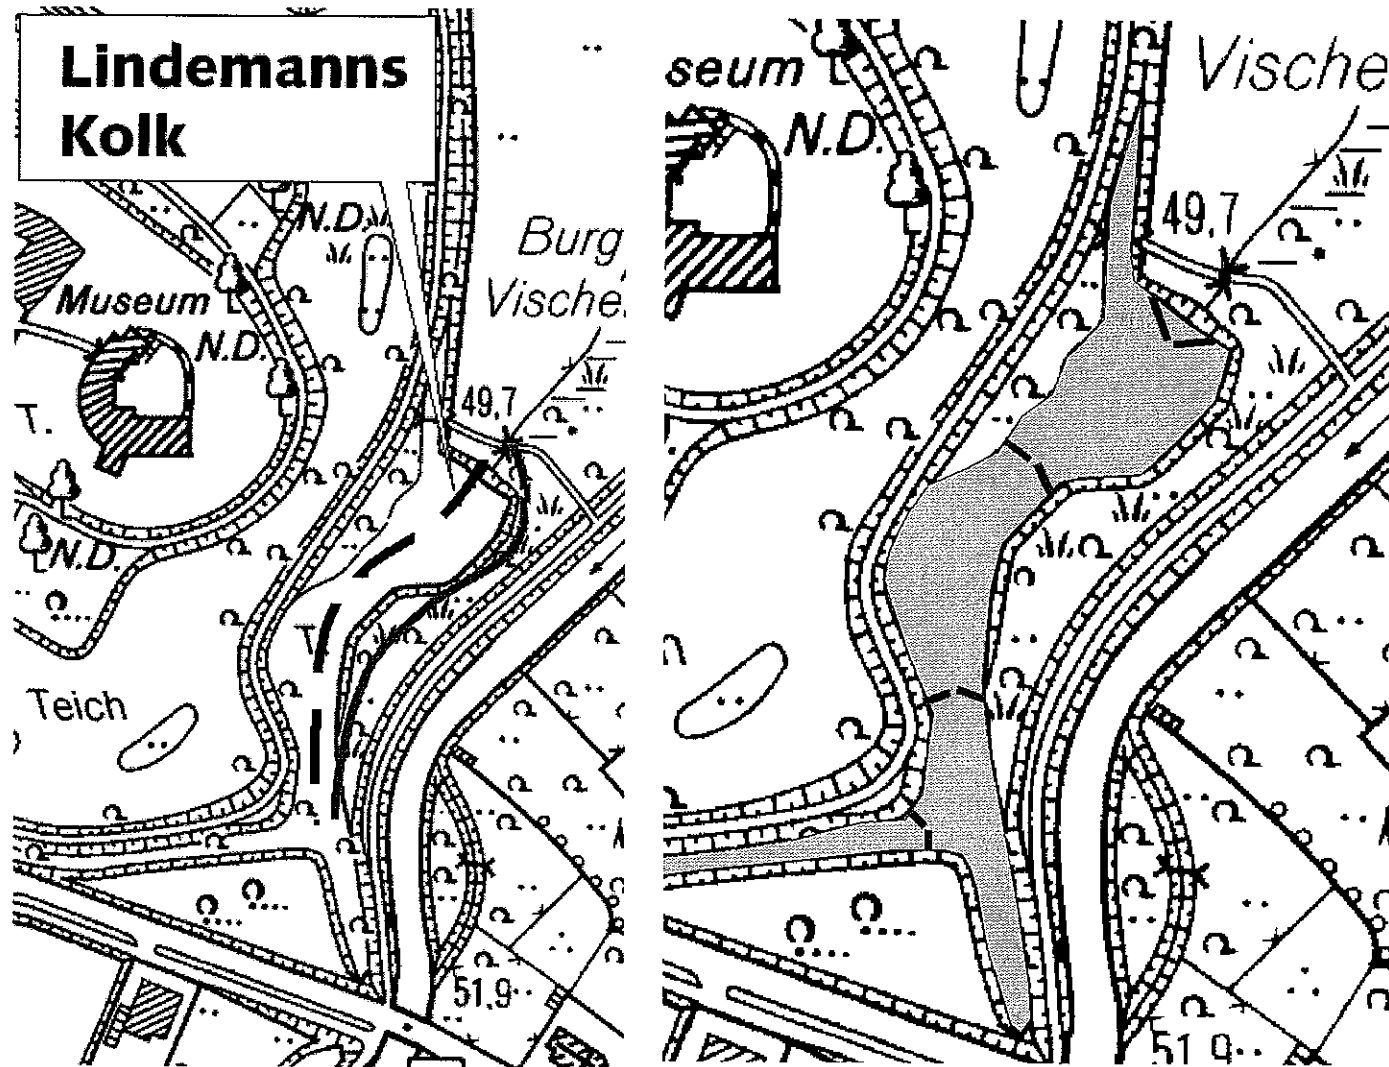 Lindemanns
Kolk
N.D.
Burg
Vische
Museum
N.D.
49,7
T.
N.D.
T.
Teich
51,9
seum
Vische
N.D.
49,7
n
51,9